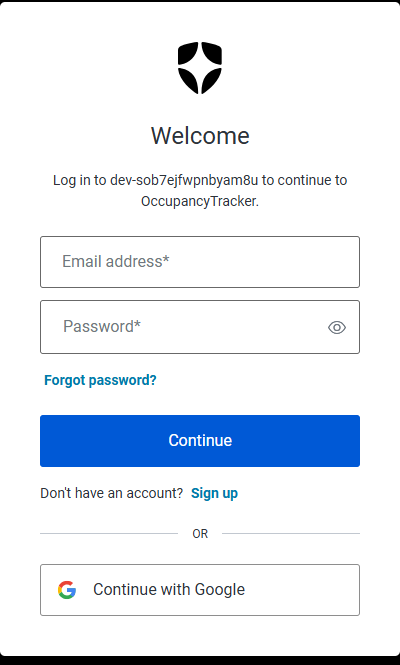 Welcome
Log in to dev-sob7ejfwpnbyam8u to continue to
OccupancyTracker.
Email address*
Password*
Forgot password?
Continue
Don't have an account? Sign up
OR
Continue with Google